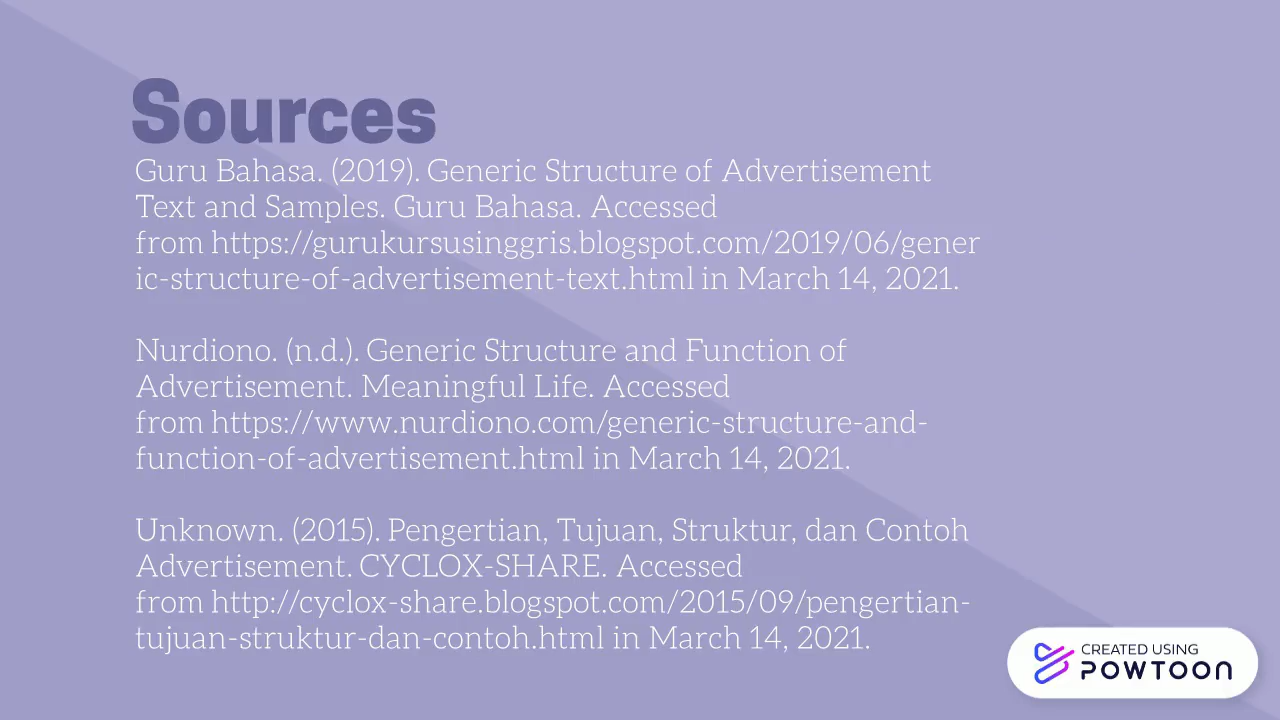 Sources
Guru Bahasa. (2019). Generic Structure of Advertisement
Text and Samples. Guru Bahasa. Accessed
from https://gurukursusinggris.blogspot.com/2019/06/gener
ic-structure-of-advertisement-text.html in March 14, 2021.
Nurdiono. (n.d.). Generic Structure and Function of
Advertisement. Meaningful Life. Accessed
from https://www.nurdiono.com/generic-structure-and-
function-of-advertisement.html in March 14, 2021.
Unknown. (2015). Pengertian, Tujuan, Struktur, dan Contoh
Advertisement. CYCLOX-SHARE. Accessed
from http://cyclox-share.blogspot.com/2015/09/pengertian-
tujuan-struktur-dan-contoh.html in March 14, 2021.
CREATED USING
POWTOON